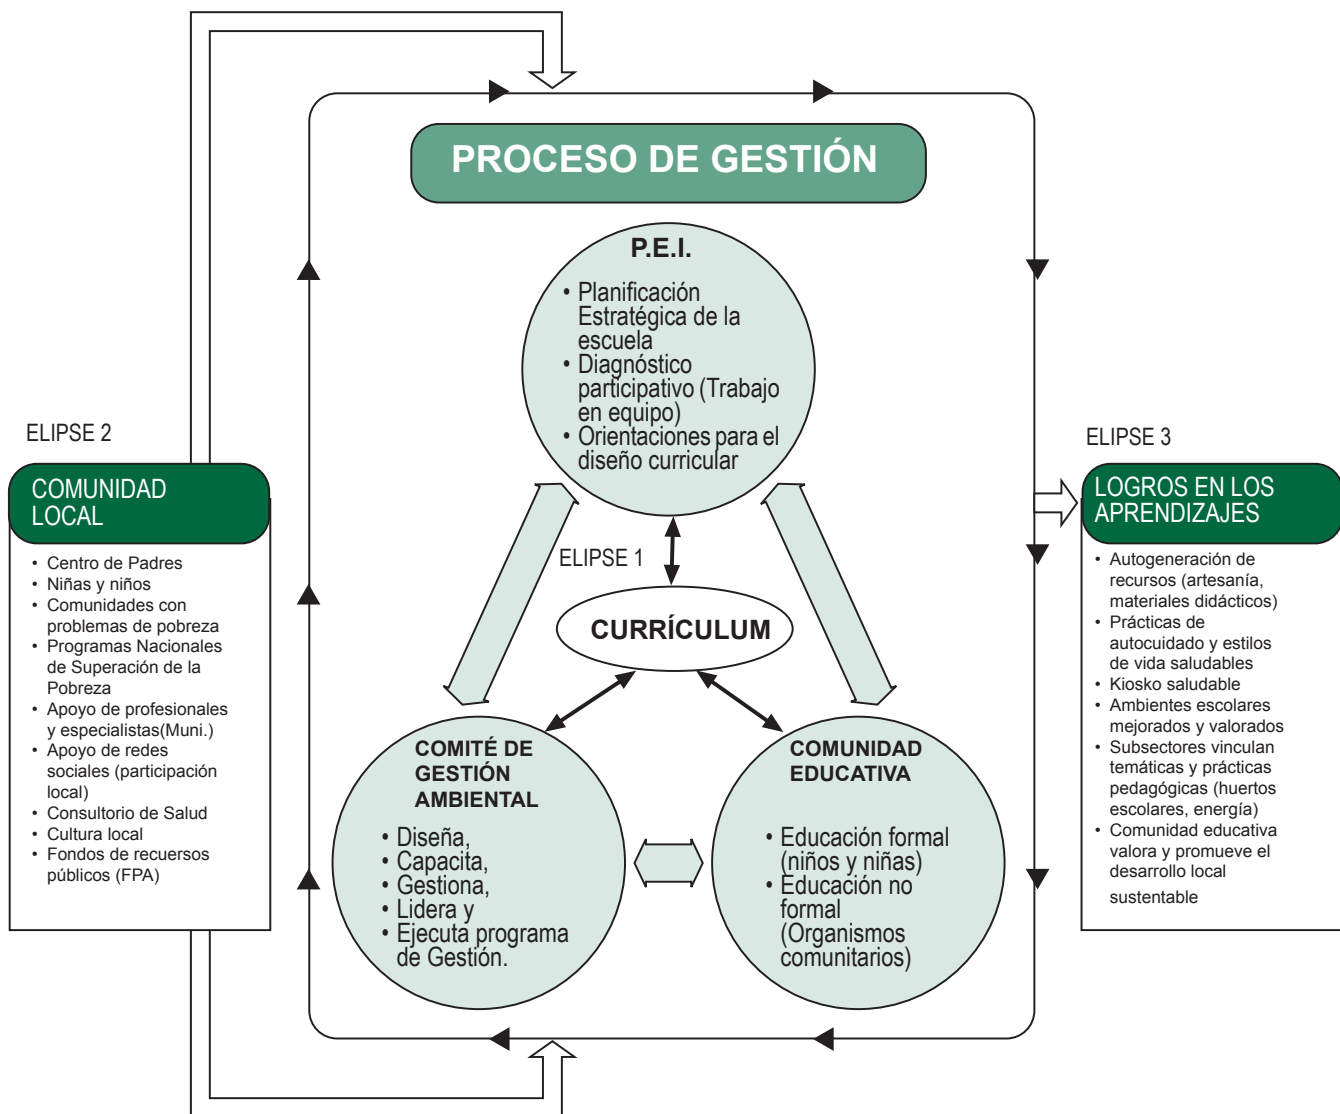 PROCESO DE GESTIÓN
P.E.I.
• Planificación
Estratégica de la
escuela
• Diagnóstico
participativo (Trabajo
en equipo)
• Orientaciones para el
diseño curricular
ELIPSE 2
COMUNIDAD
LOCAL
• Centro de Padres
• Niñas y niños
• Comunidades con
problemas de pobreza
• Programas Nacionales
de Superación de la
Pobreza
• Apoyo de profesionales
y especialistas(Muni.)
• Apoyo de redes
sociales (participación
local)
• Consultorio de Salud
• Cultura local
• Fondos de recuersos
públicos (FPA)
ELIPSE 1
CURRÍCULUM
COMITÉ DE
GESTIÓN
AMBIENTAL
• Diseña,
• Capacita,
• Gestiona,
• Lidera y
• Ejecuta programa
de Gestión.
COMUNIDAD
EDUCATIVA
• Educación formal
(niños y niñas)
• Educación no
formal
(Organismos
comunitarios)
ELIPSE 3
LOGROS EN LOS
APRENDIZAJES
• Autogeneración de
recursos (artesanía,
materiales didácticos)
• Prácticas de
autocuidado y estilos
de vida saludables
• Kiosko saludable
• Ambientes escolares
mejorados y valorados
• Subsectores vinculan
temáticas y prácticas
pedagógicas (huertos
escolares, energía)
• Comunidad educativa
valora y promueve el
desarrollo local
sustentable